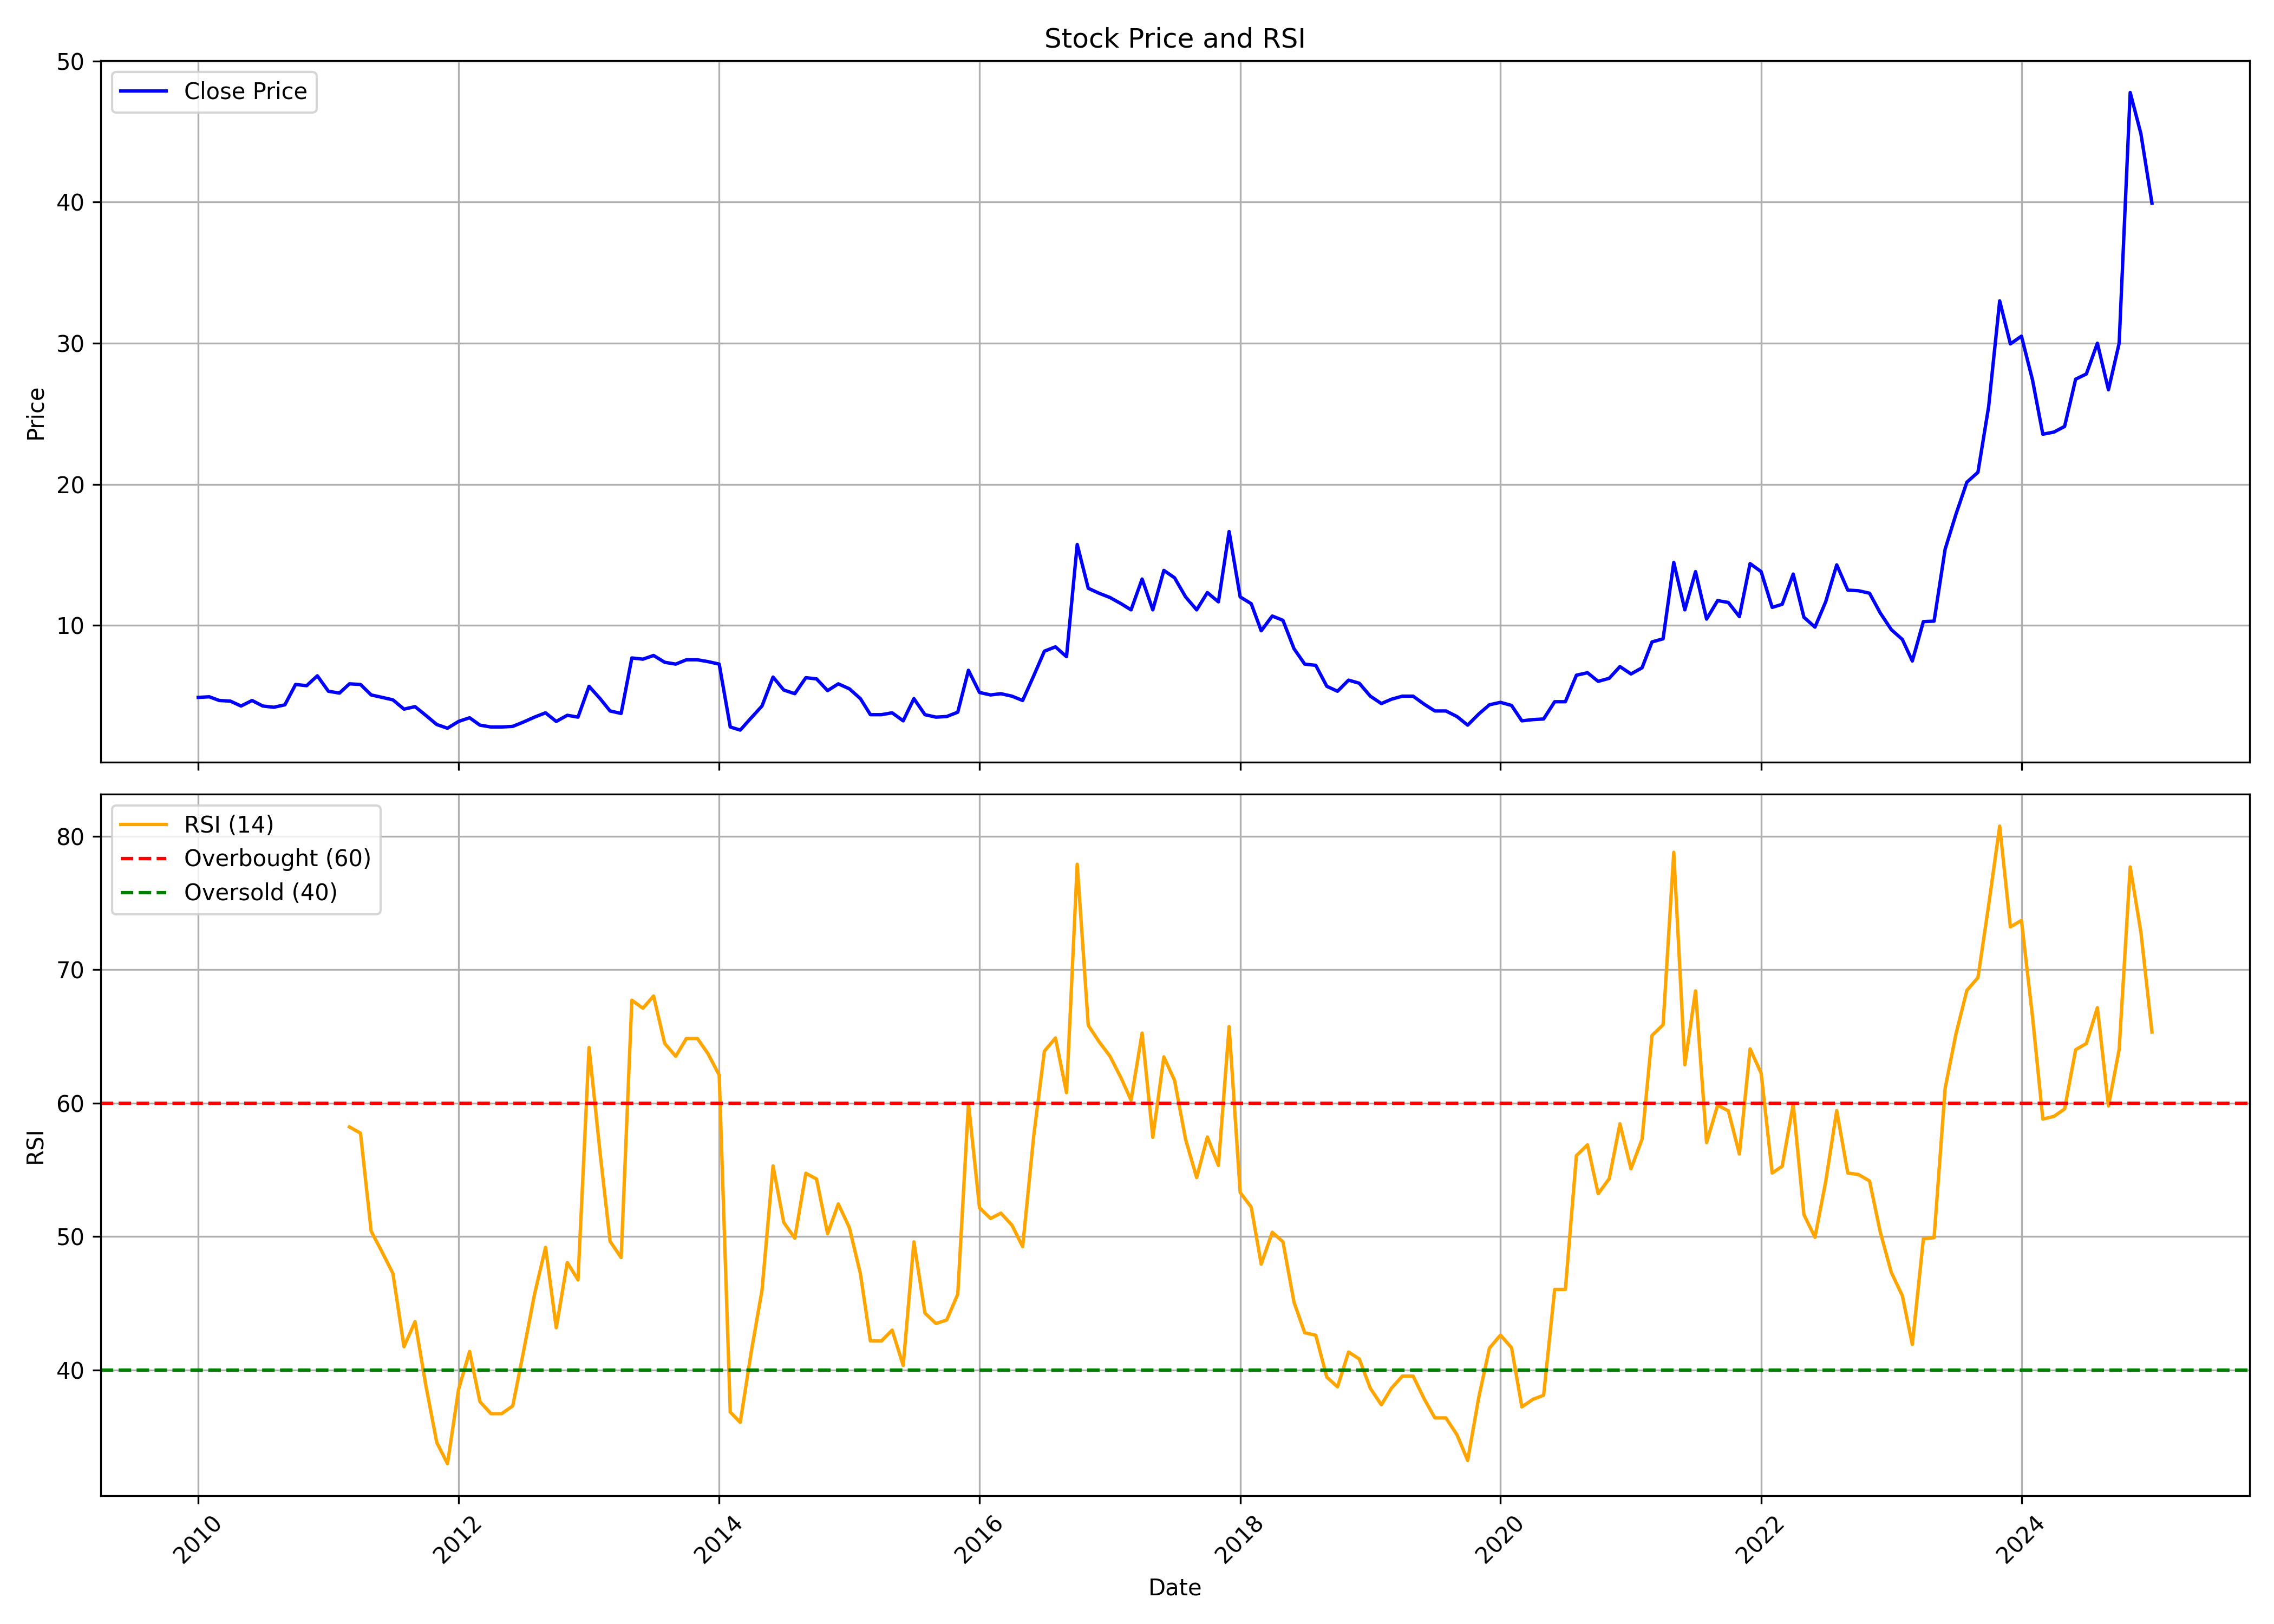 Stock Price and RSI
Close Price
50
40
30
20
10
Price
RSI (14)
Overbought (60)
Oversold (40)
80
70
60
50
40
RSI
2010
2012
2014
2016
2018
2020
2022
2024
Date